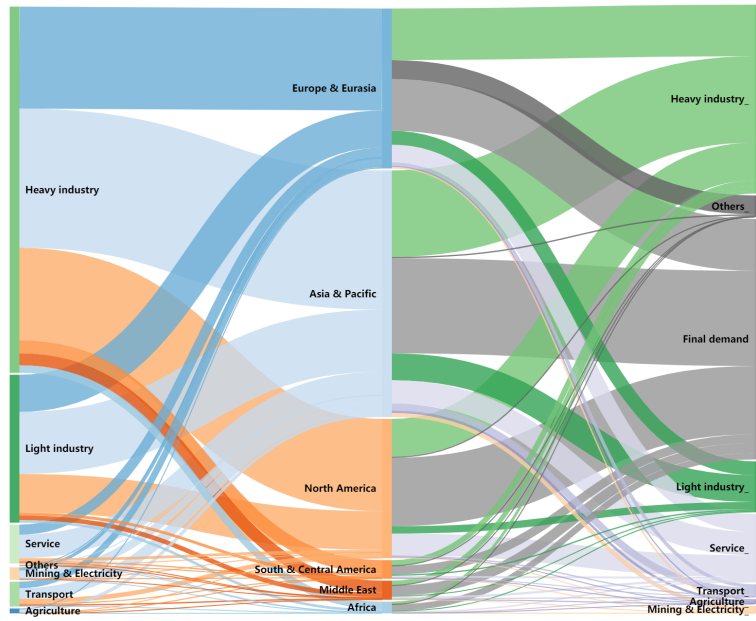 Heavy industry
Light industry
Service
Others
Mining & Electricity
Transport
Agriculture
Europe & Eurasia
Asia & Pacific
North America
South & Central America
Middle East
Africa
Heavy industry_
Others_
Final demand
Light industry_
Service_
Transport_
Agriculture_
Mining & Electricity_